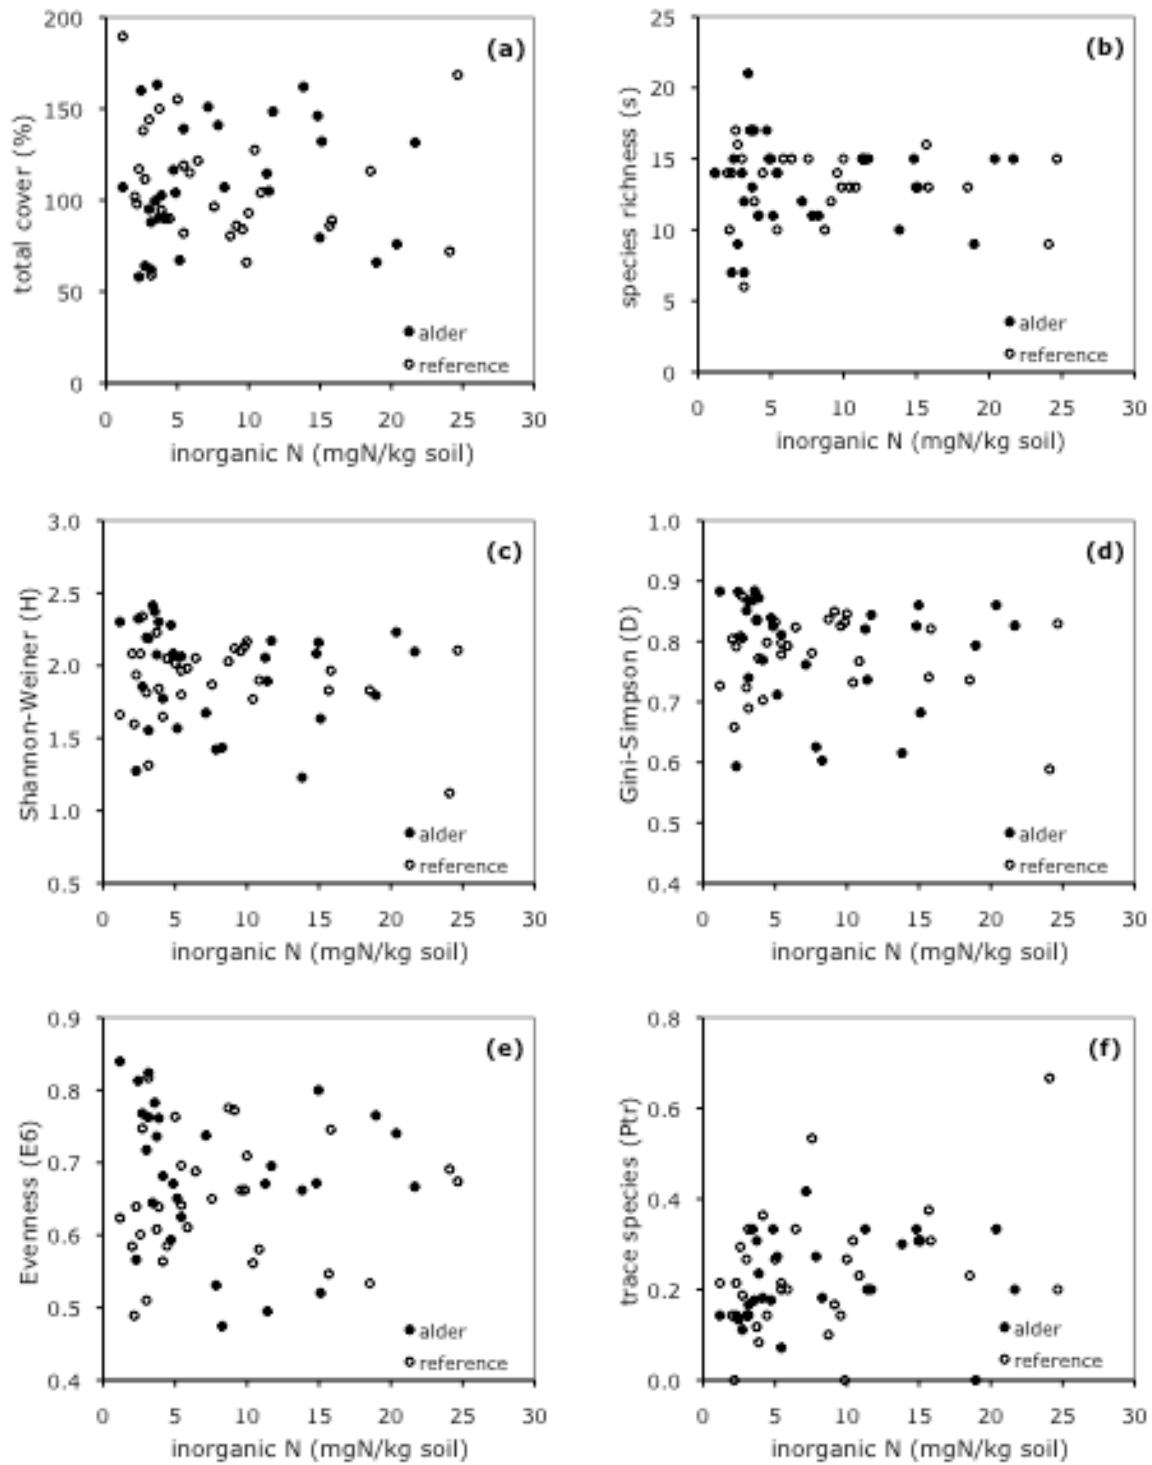 (a)
total cover (%)
200
150
100
50
0
alder
reference
0 5 10 15 20 25 30
inorganic N (mgN/kg soil)
(b)
species richness (s)
25
20
15
10
5
0
alder
reference
0 5 10 15 20 25 30
inorganic N (mgN/kg soil)
(c)
Shannon-Weiner (H)
3.0
2.5
2.0
1.5
1.0
0.5
alder
reference
0 5 10 15 20 25 30
inorganic N (mgN/kg soil)
(d)
Gini-Simpson (D)
1.0
0.9
0.8
0.7
0.6
0.5
0.4
alder
reference
0 5 10 15 20 25 30
inorganic N (mgN/kg soil)
(e)
Evenness (E6)
0.9
0.8
0.7
0.6
0.5
0.4
alder
reference
0 5 10 15 20 25 30
inorganic N (mgN/kg soil)
(f)
trace species (Ptr)
0.8
0.6
0.4
0.2
0.0
alder
reference
0 5 10 15 20 25 30
inorganic N (mgN/kg soil)